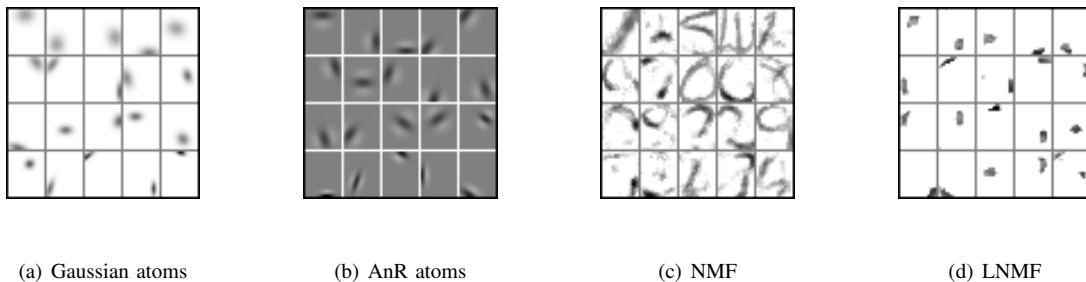 (a) Gaussian atoms
(b) AnR atoms
(c) NMF
(d) LNMF